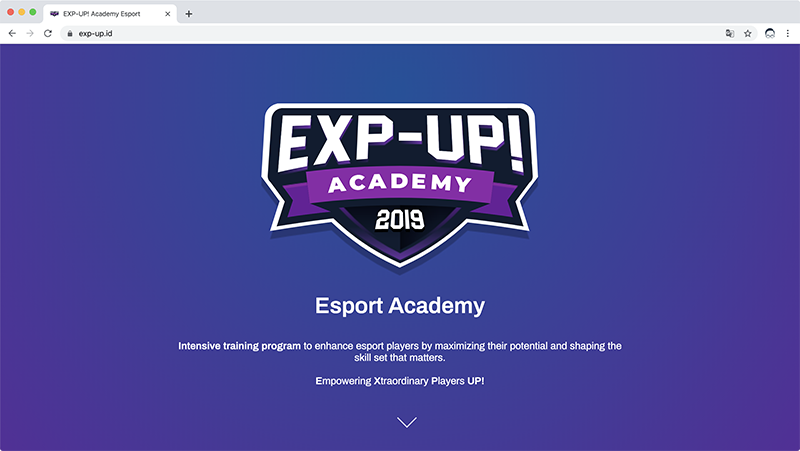 EXP-UP! Academy Esport
exp-up.id
EXP-UP!
ACADEMY
2019
Esport Academy
Intensive training program to enhance esport players by maximizing their potential and shaping the
skill set that matters.
Empowering Xtraordinary Players UP!